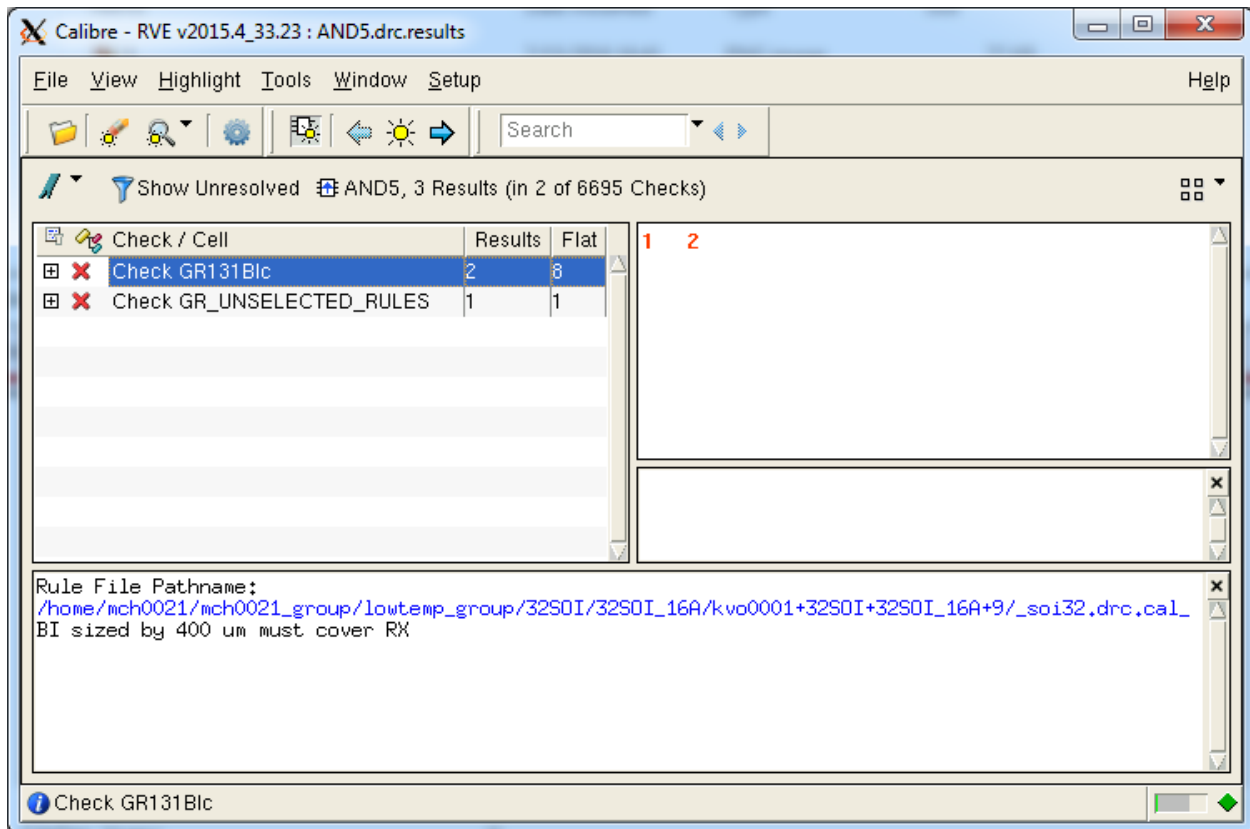 Calibre - RVE v2015.4_33.23 : AND5.drc.results
File View Highlight Tools Window Setup Help
Search
Show Unresolved AND5, 3 Results (in 2 of 6695 Checks)
Check / Cell Results Flat
1 2
Check GR131BIc 2 8
Check GR_UNSELECTED_RULES 1 1
Rule File Pathname:
/home/mch0021/mch0021_group/lowtemp_group/32SOI/32SOI_16A/kvo0001+32SOI+32SOI_16A+9/_soi32.drc.cal_
BI sized by 400 um must cover RX
Check GR131BIc